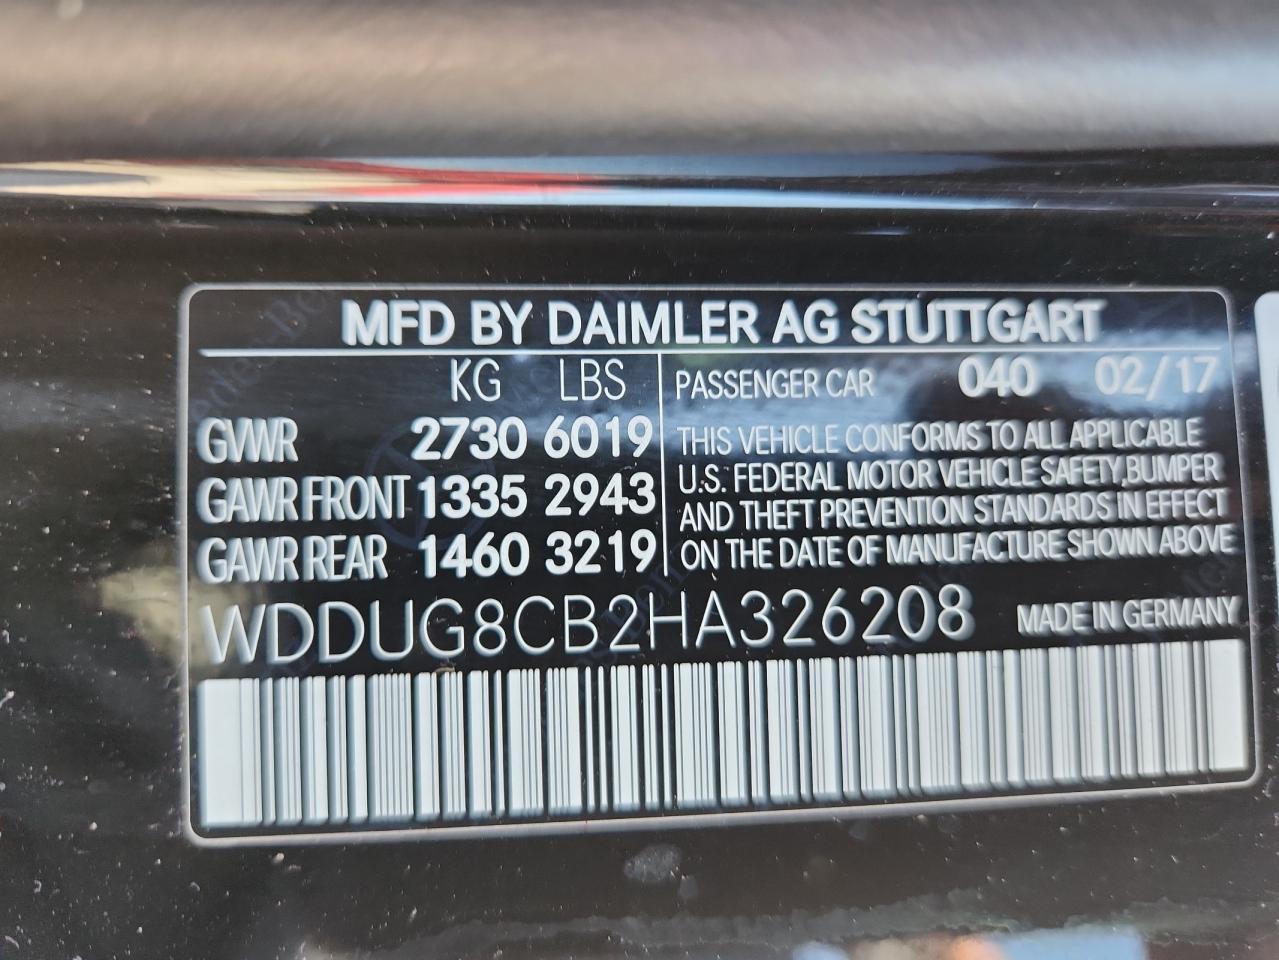 MFD BY DAIMLER AG STUTTGART
KG LBS
GVWR 2730 6019
GAWR FRONT 1335 2943
GAWR REAR 1460 3219
PASSENGER CAR 040 02/17
THIS VEHICLE CONFORMS TO ALL APPLICABLE
U.S. FEDERAL MOTOR VEHICLE SAFETY,BUMPER
AND THEFT PREVENTION STANDARDS IN EFFECT
ON THE DATE OF MANUFACTURE SHOWN ABOVE
WDDUG8CB2HA326208 MADE IN GERMANY